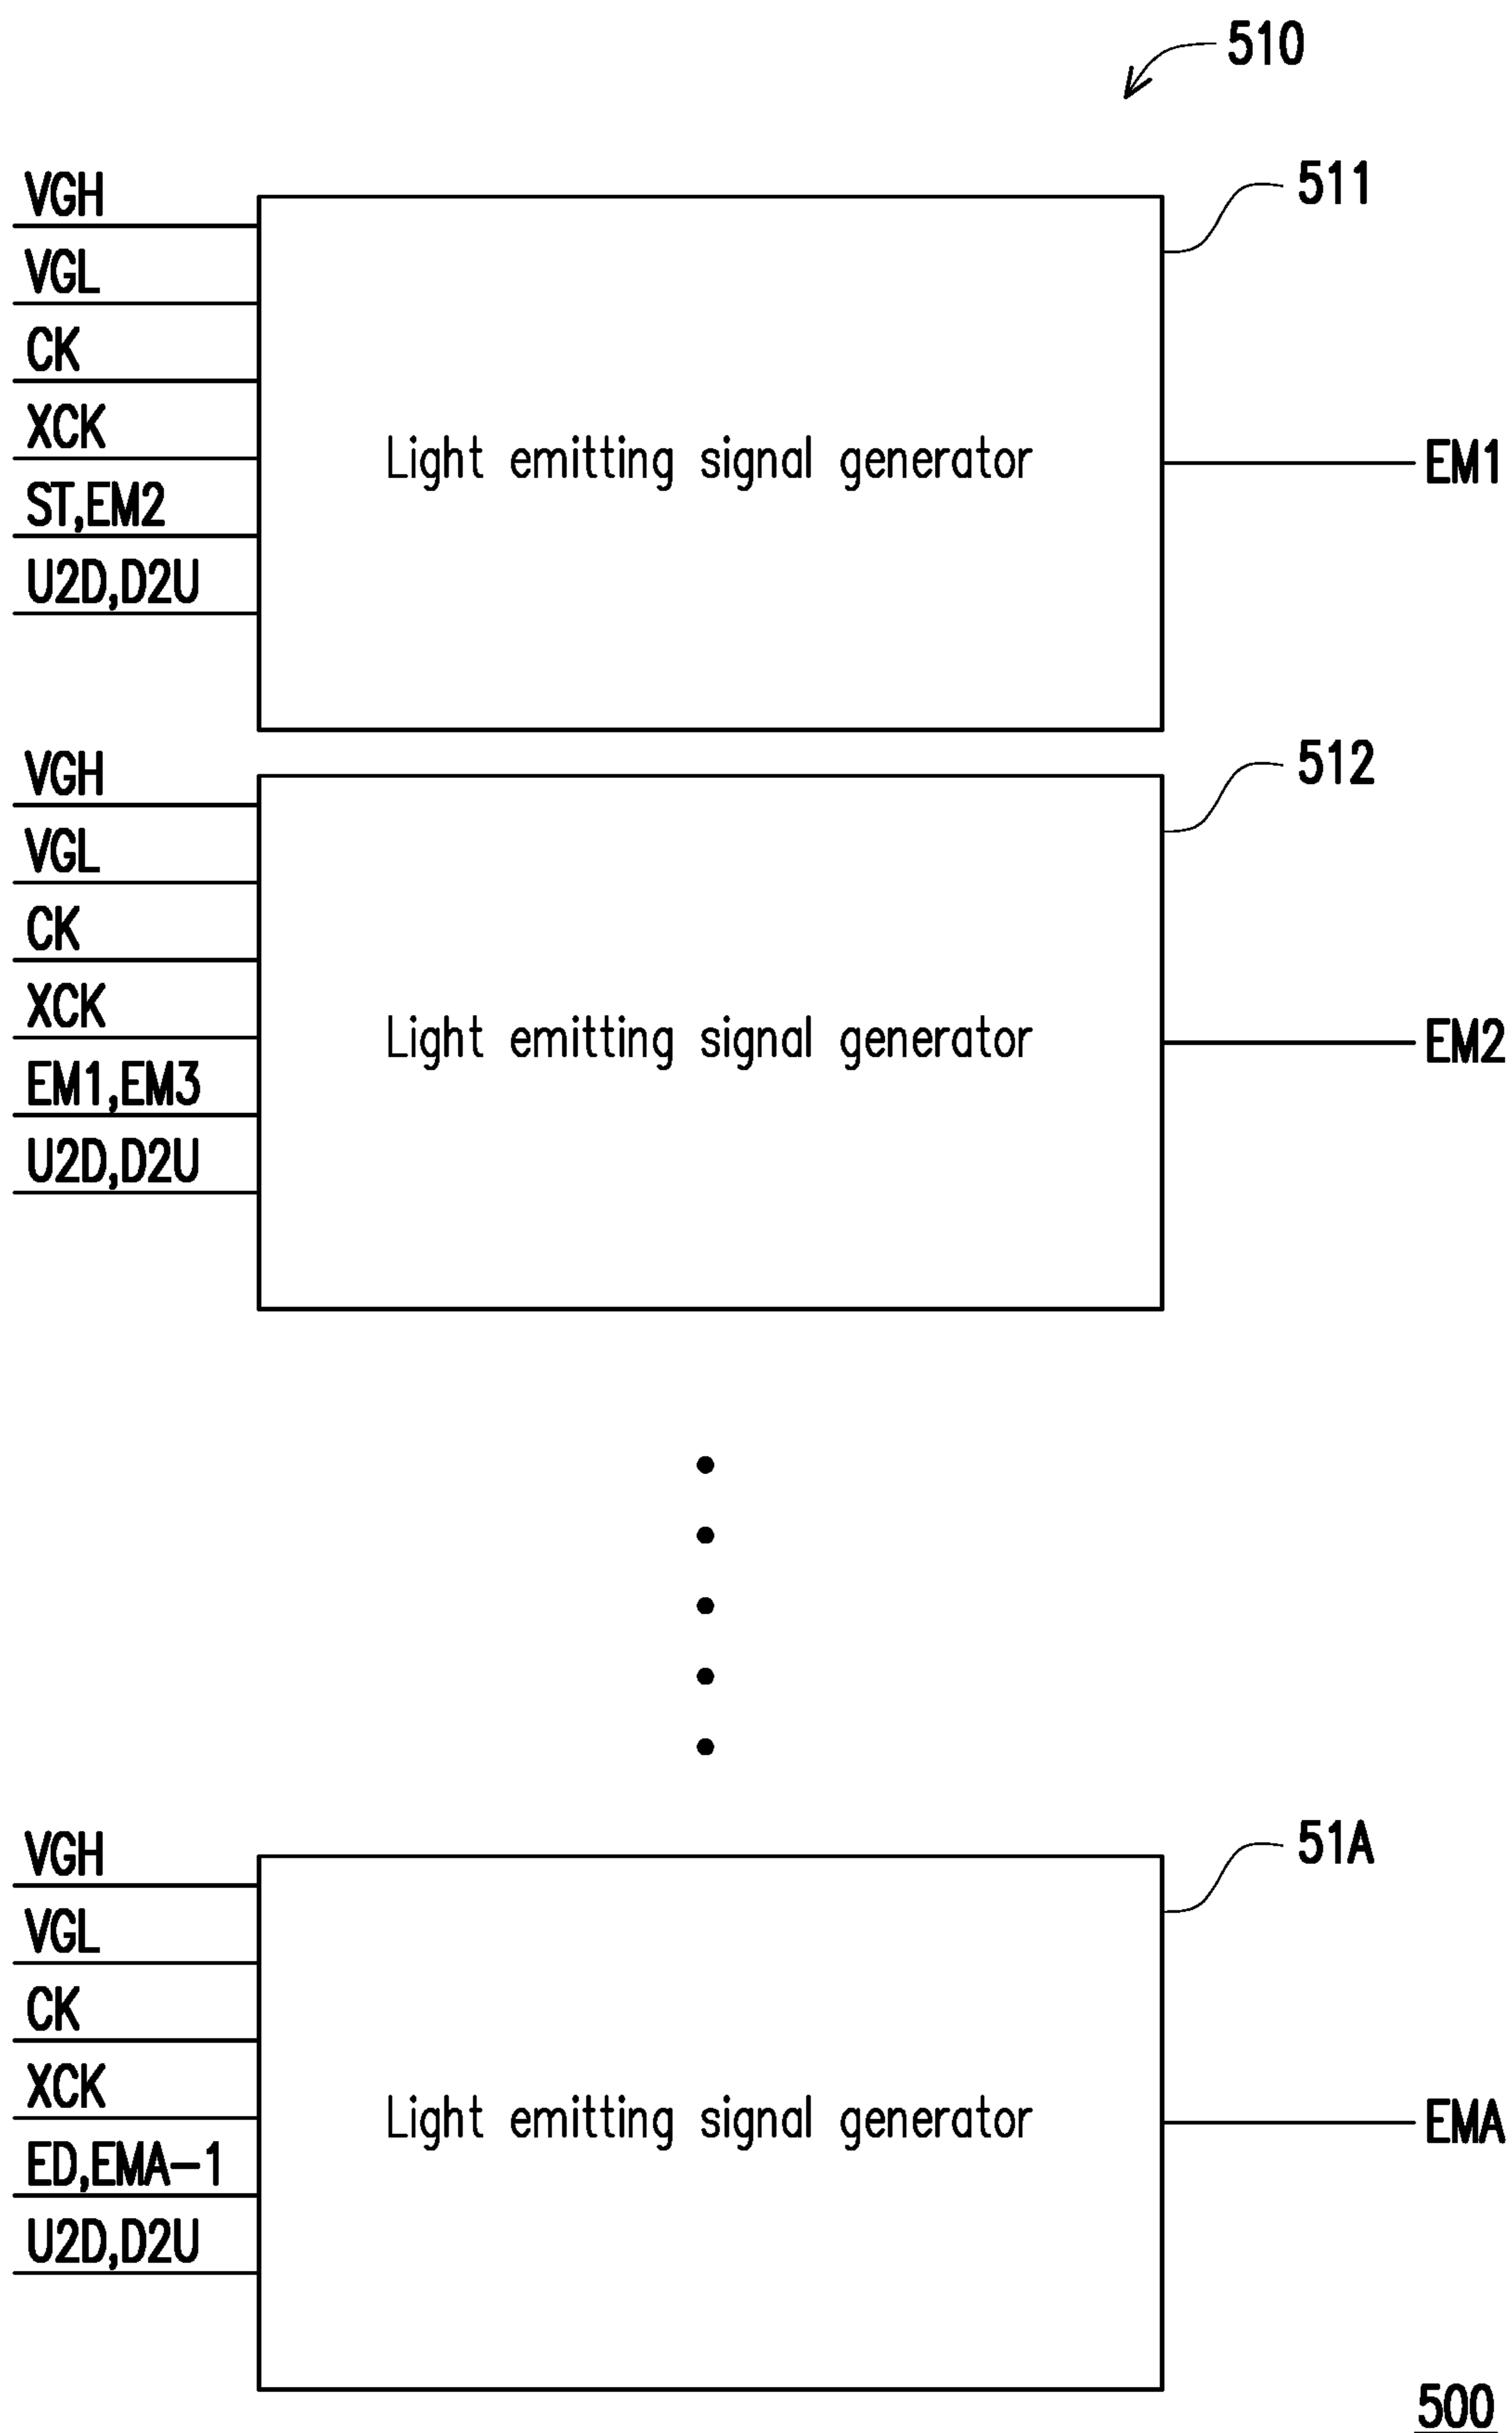 510
511
VGH
VGL
CK
XCK
ST,EM2
U2D,D2U
Light emitting signal generator
EM1
512
VGH
VGL
CK
XCK
EM1,EM3
U2D,D2U
Light emitting signal generator
EM2
51A
VGH
VGL
CK
XCK
ED,EMA-1
U2D,D2U
Light emitting signal generator
EMA
500